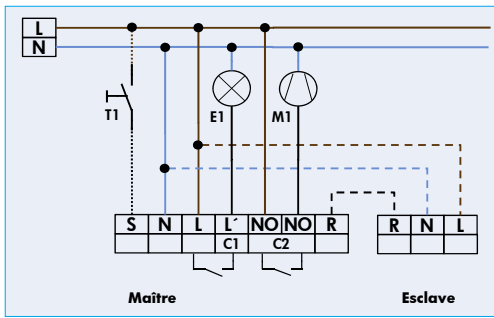 L
N
T1
E1
M1
S N L L´ NO NO R
C1 C2
R N L
Maître
Esclave